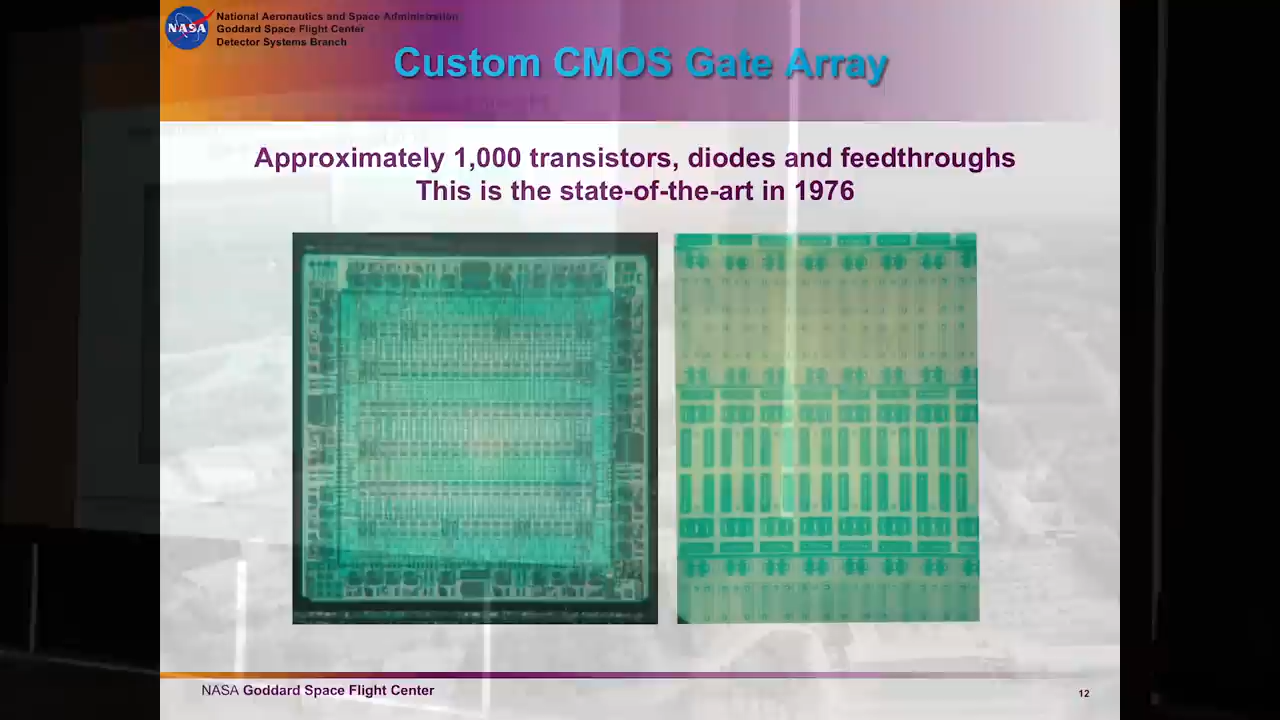 NASA
National Aeronautics and Space Administration
Goddard Space Flight Center
Detector Systems Branch
Custom CMOS Gate Array
Approximately 1,000 transistors, diodes and feedthroughs
This is the state-of-the-art in 1976
NASA Goddard Space Flight Center
12